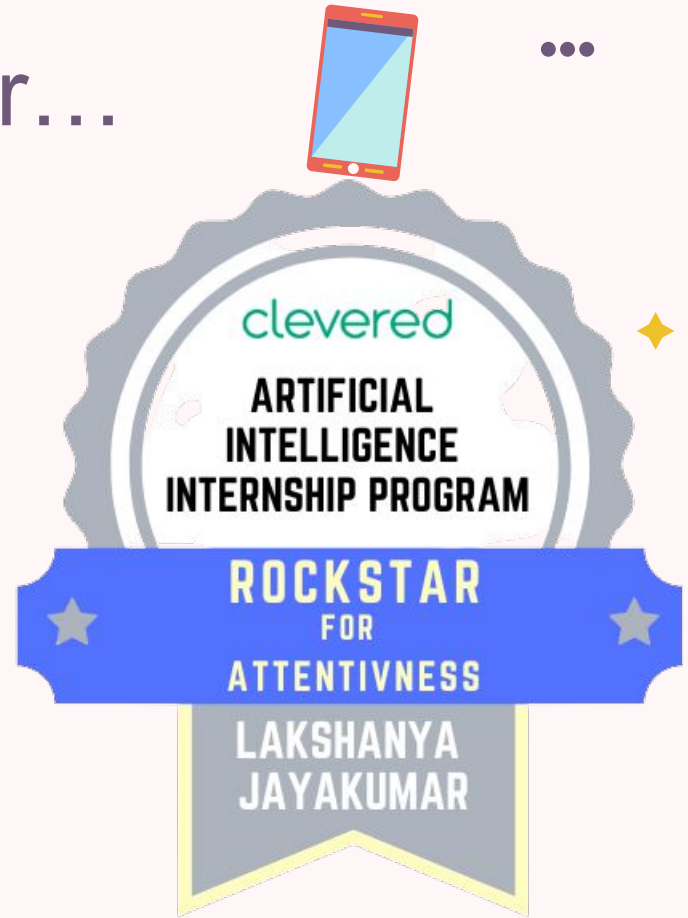 r...
clevered
ARTIFICIAL
INTELLIGENCE
INTERNSHIP PROGRAM
ROCKSTAR
FOR
ATTENTIVNESS
LAKSHANYA
JAYAKUMAR